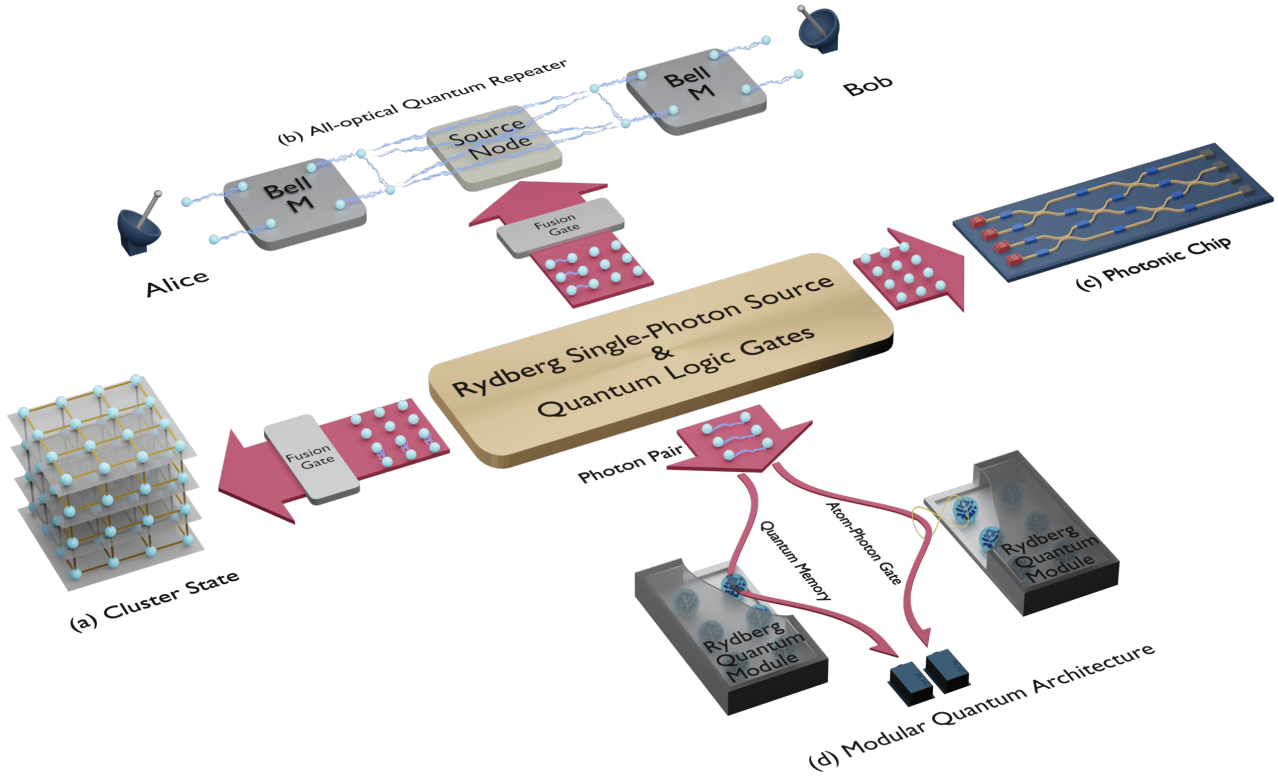 (b) All-optical Quantum Repeater
Bell
M
Bob
Source
Node
Bell
M
Alice
Fusion
Gate
(c) Photonic Chip
Rydberg Single-Photon Source
&
Quantum Logic Gates
Fusion
Gate
(a) Cluster State
Photon Pair
Quantum Memory
Atom-Photon Gate
Rydberg
Quantum
Module
Rydberg
Quantum
Module
(d) Modular Quantum Architecture